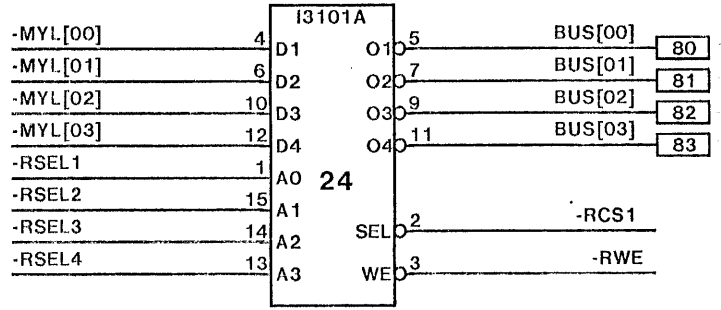 I3101A
-MYL[00] 4 D1 O1 5 BUS[00] 80
-MYL[01] 6 D2 O2 7 BUS[01] 81
-MYL[02] 10 D3 O3 9 BUS[02] 82
-MYL[03] 12 D4 O4 11 BUS[03] 83
-RSEL1 1 A0 24
-RSEL2 15 A1
SEL 2 -RCS1
-RSEL3 14 A2
-RSEL4 13 A3 WE 3 -RWE